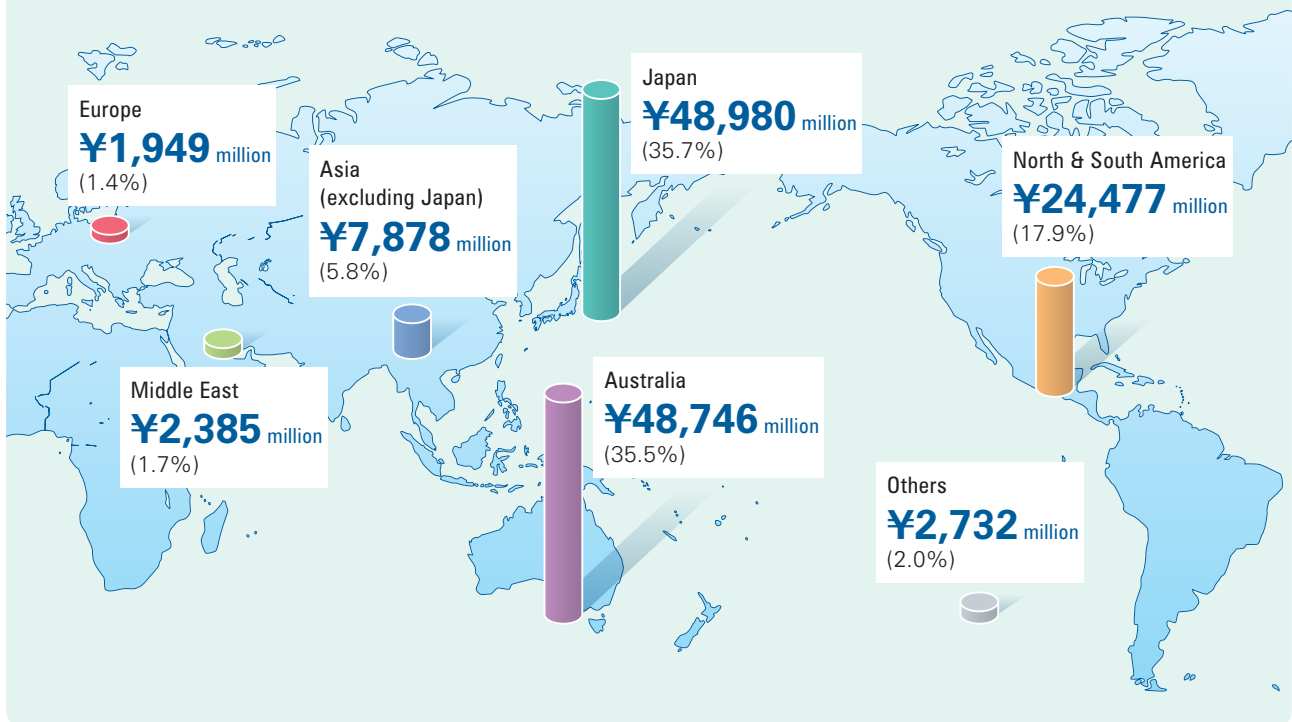 Europe
¥1,949 million
(1.4%)
Asia
(excluding Japan)
¥7,878 million
(5.8%)
Japan
¥48,980 million
(35.7%)
North & South America
¥24,477 million
(17.9%)
Middle East
¥2,385 million
(1.7%)
Australia
¥48,746 million
(35.5%)
Others
¥2,732 million
(2.0%)